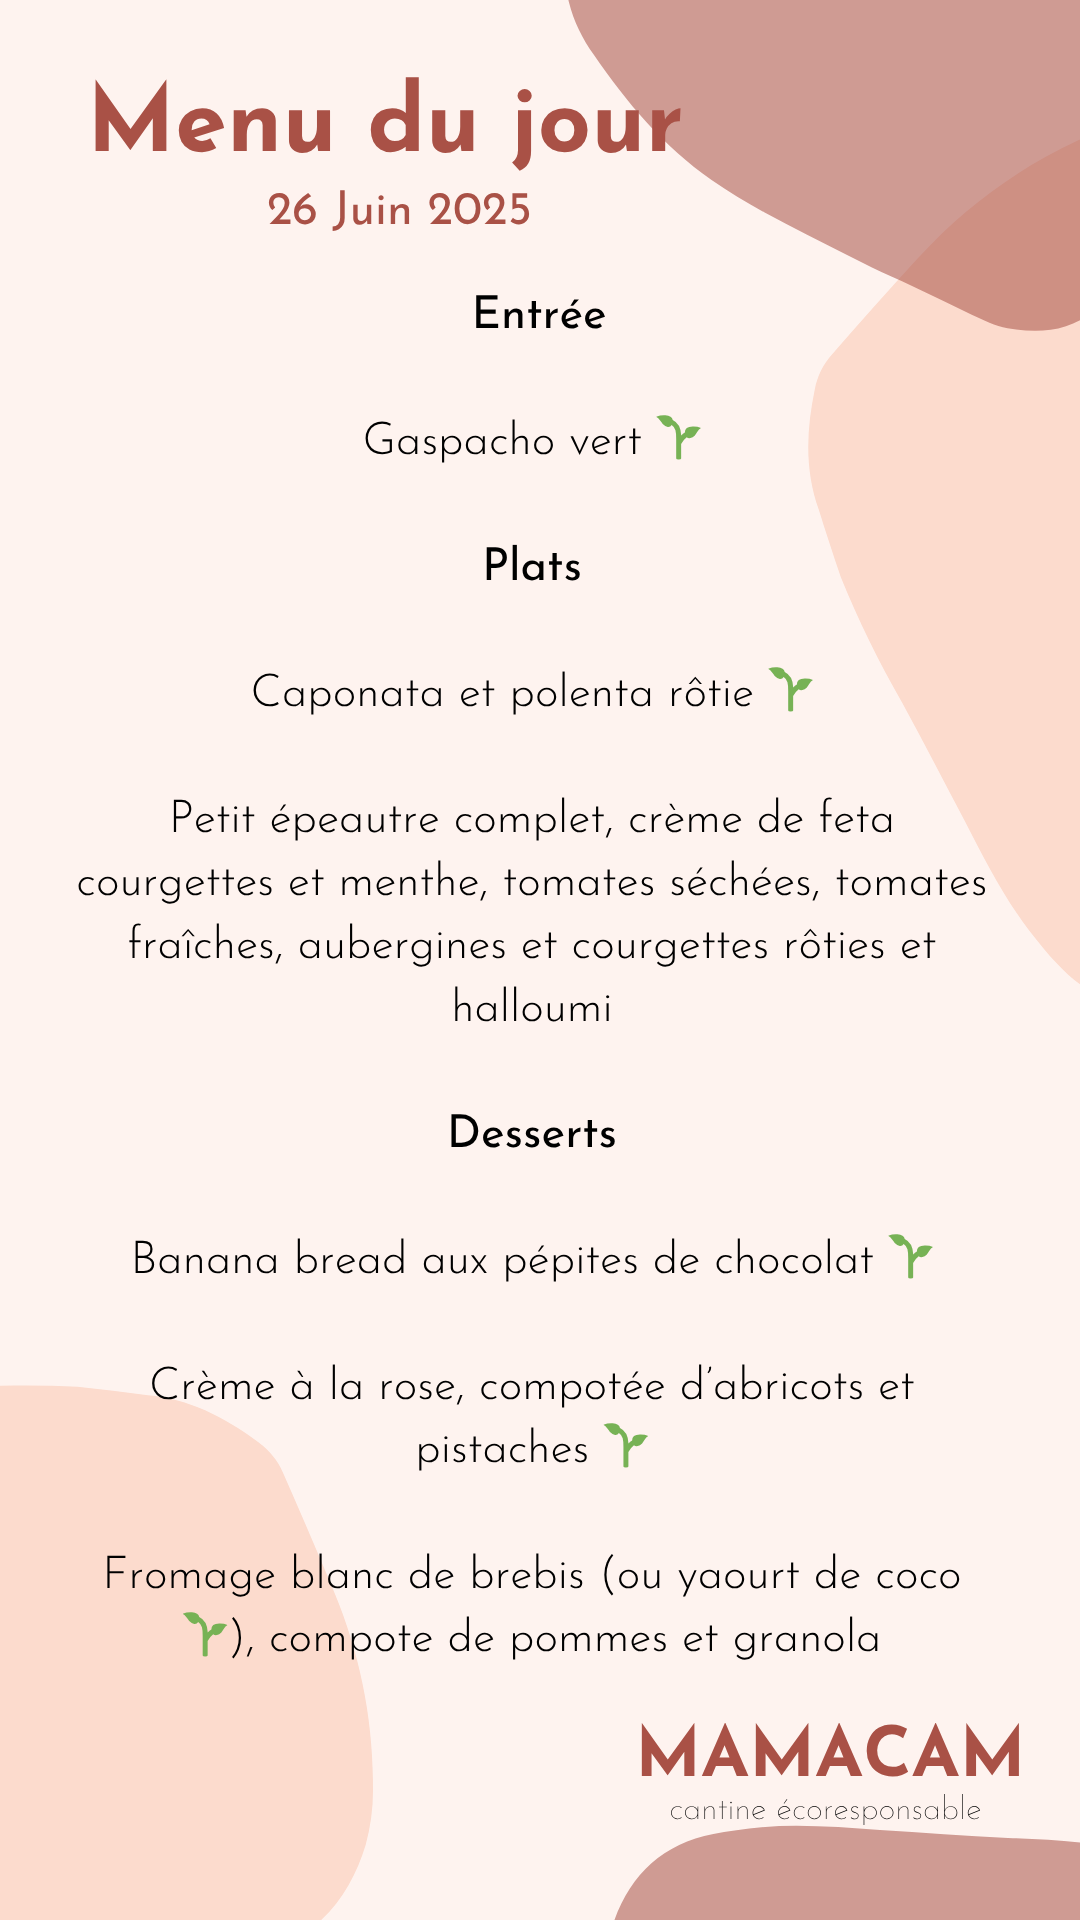 Menu du jour
26 Juin 2025
Entrée
Gaspacho vert 🌱
Plats
Caponata et polenta rôtie 🌱
Petit épeautre complet, crème de feta
courgettes et menthe, tomates séchées, tomates
fraîches, aubergines et courgettes rôties et
halloumi
Desserts
Banana bread aux pépites de chocolat 🌱
Crème à la rose, compotée d'abricots et
pistaches 🌱
Fromage blanc de brebis (ou yaourt de coco
🌱), compote de pommes et granola
MAMACAM
cantine écoresponsable